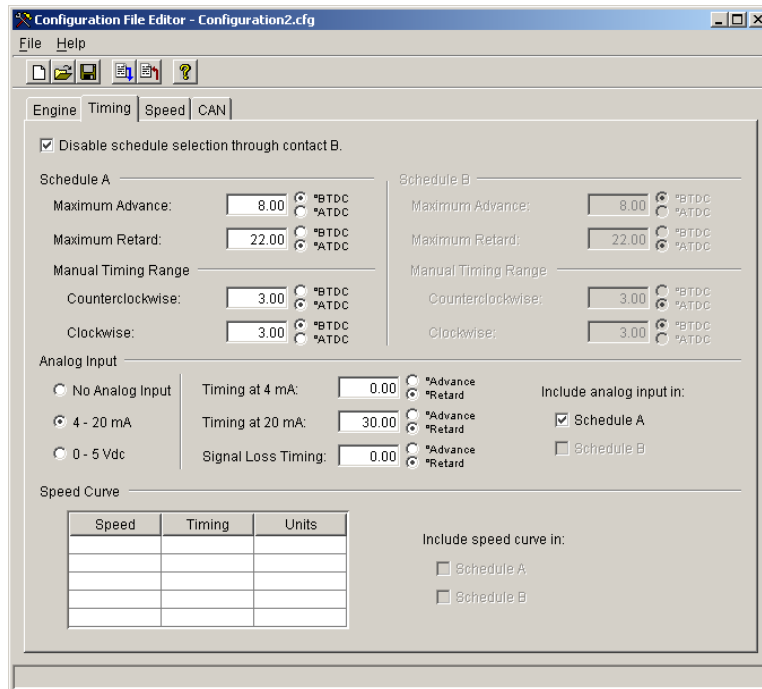 Configuration File Editor - Configuration2.cfg
File Help
Engine Timing Speed CAN
Disable schedule selection through contact B.
Schedule A
Maximum Advance: 8.00 °BTDC °ATDC
Maximum Retard: 22.00 °BTDC °ATDC
Manual Timing Range
Counterclockwise: 3.00 °BTDC °ATDC
Clockwise: 3.00 °BTDC °ATDC
Schedule B
Maximum Advance: 8.00 °BTDC °ATDC
Maximum Retard: 22.00 °BTDC °ATDC
Manual Timing Range
Counterclockwise: 3.00 °BTDC °ATDC
Clockwise: 3.00 °BTDC °ATDC
Analog Input
No Analog Input
4 - 20 mA
0 - 5 Vdc
Timing at 4 mA: 0.00 °Advance °Retard
Timing at 20 mA: 30.00 °Advance °Retard
Signal Loss Timing: 0.00 °Advance °Retard
Include analog input in:
Schedule A
Schedule B
Speed Curve
Speed Timing Units
Include speed curve in:
Schedule A
Schedule B